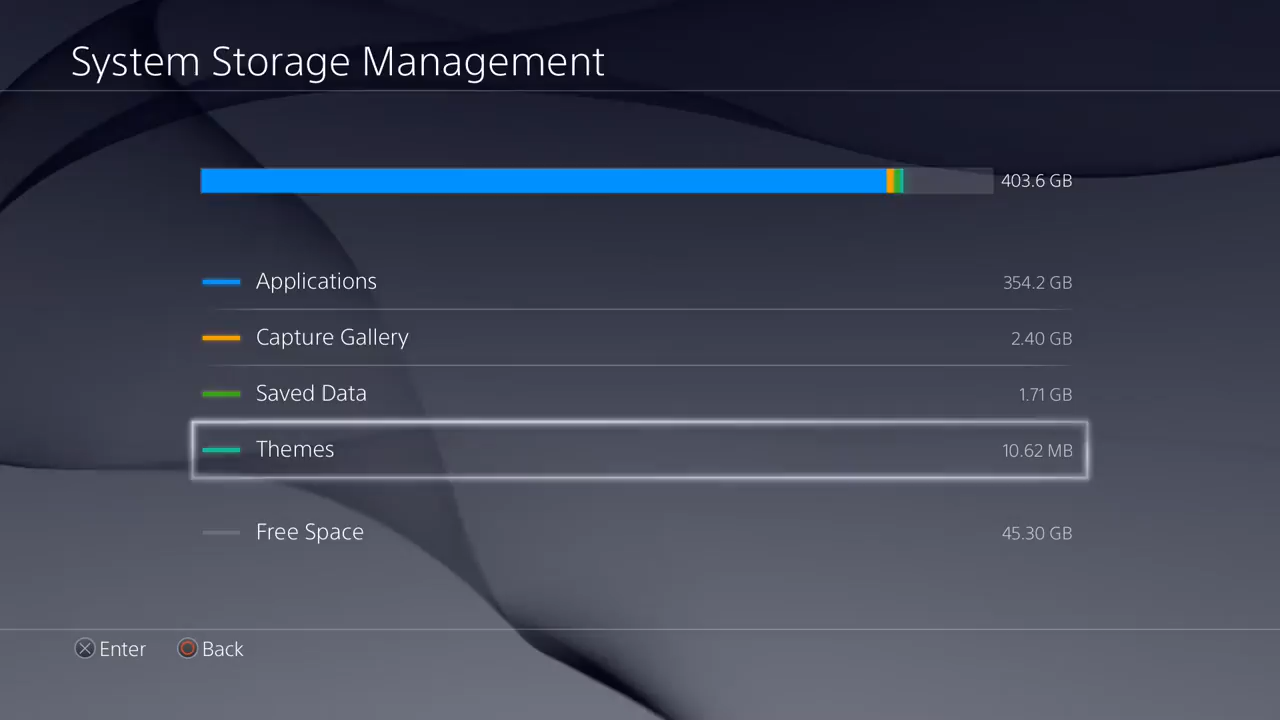 System Storage Management
403.6 GB
Applications 354.2 GB
Capture Gallery 2.40 GB
Saved Data 1.71 GB
Themes 10.62 MB
Free Space 45.30 GB
Enter Back